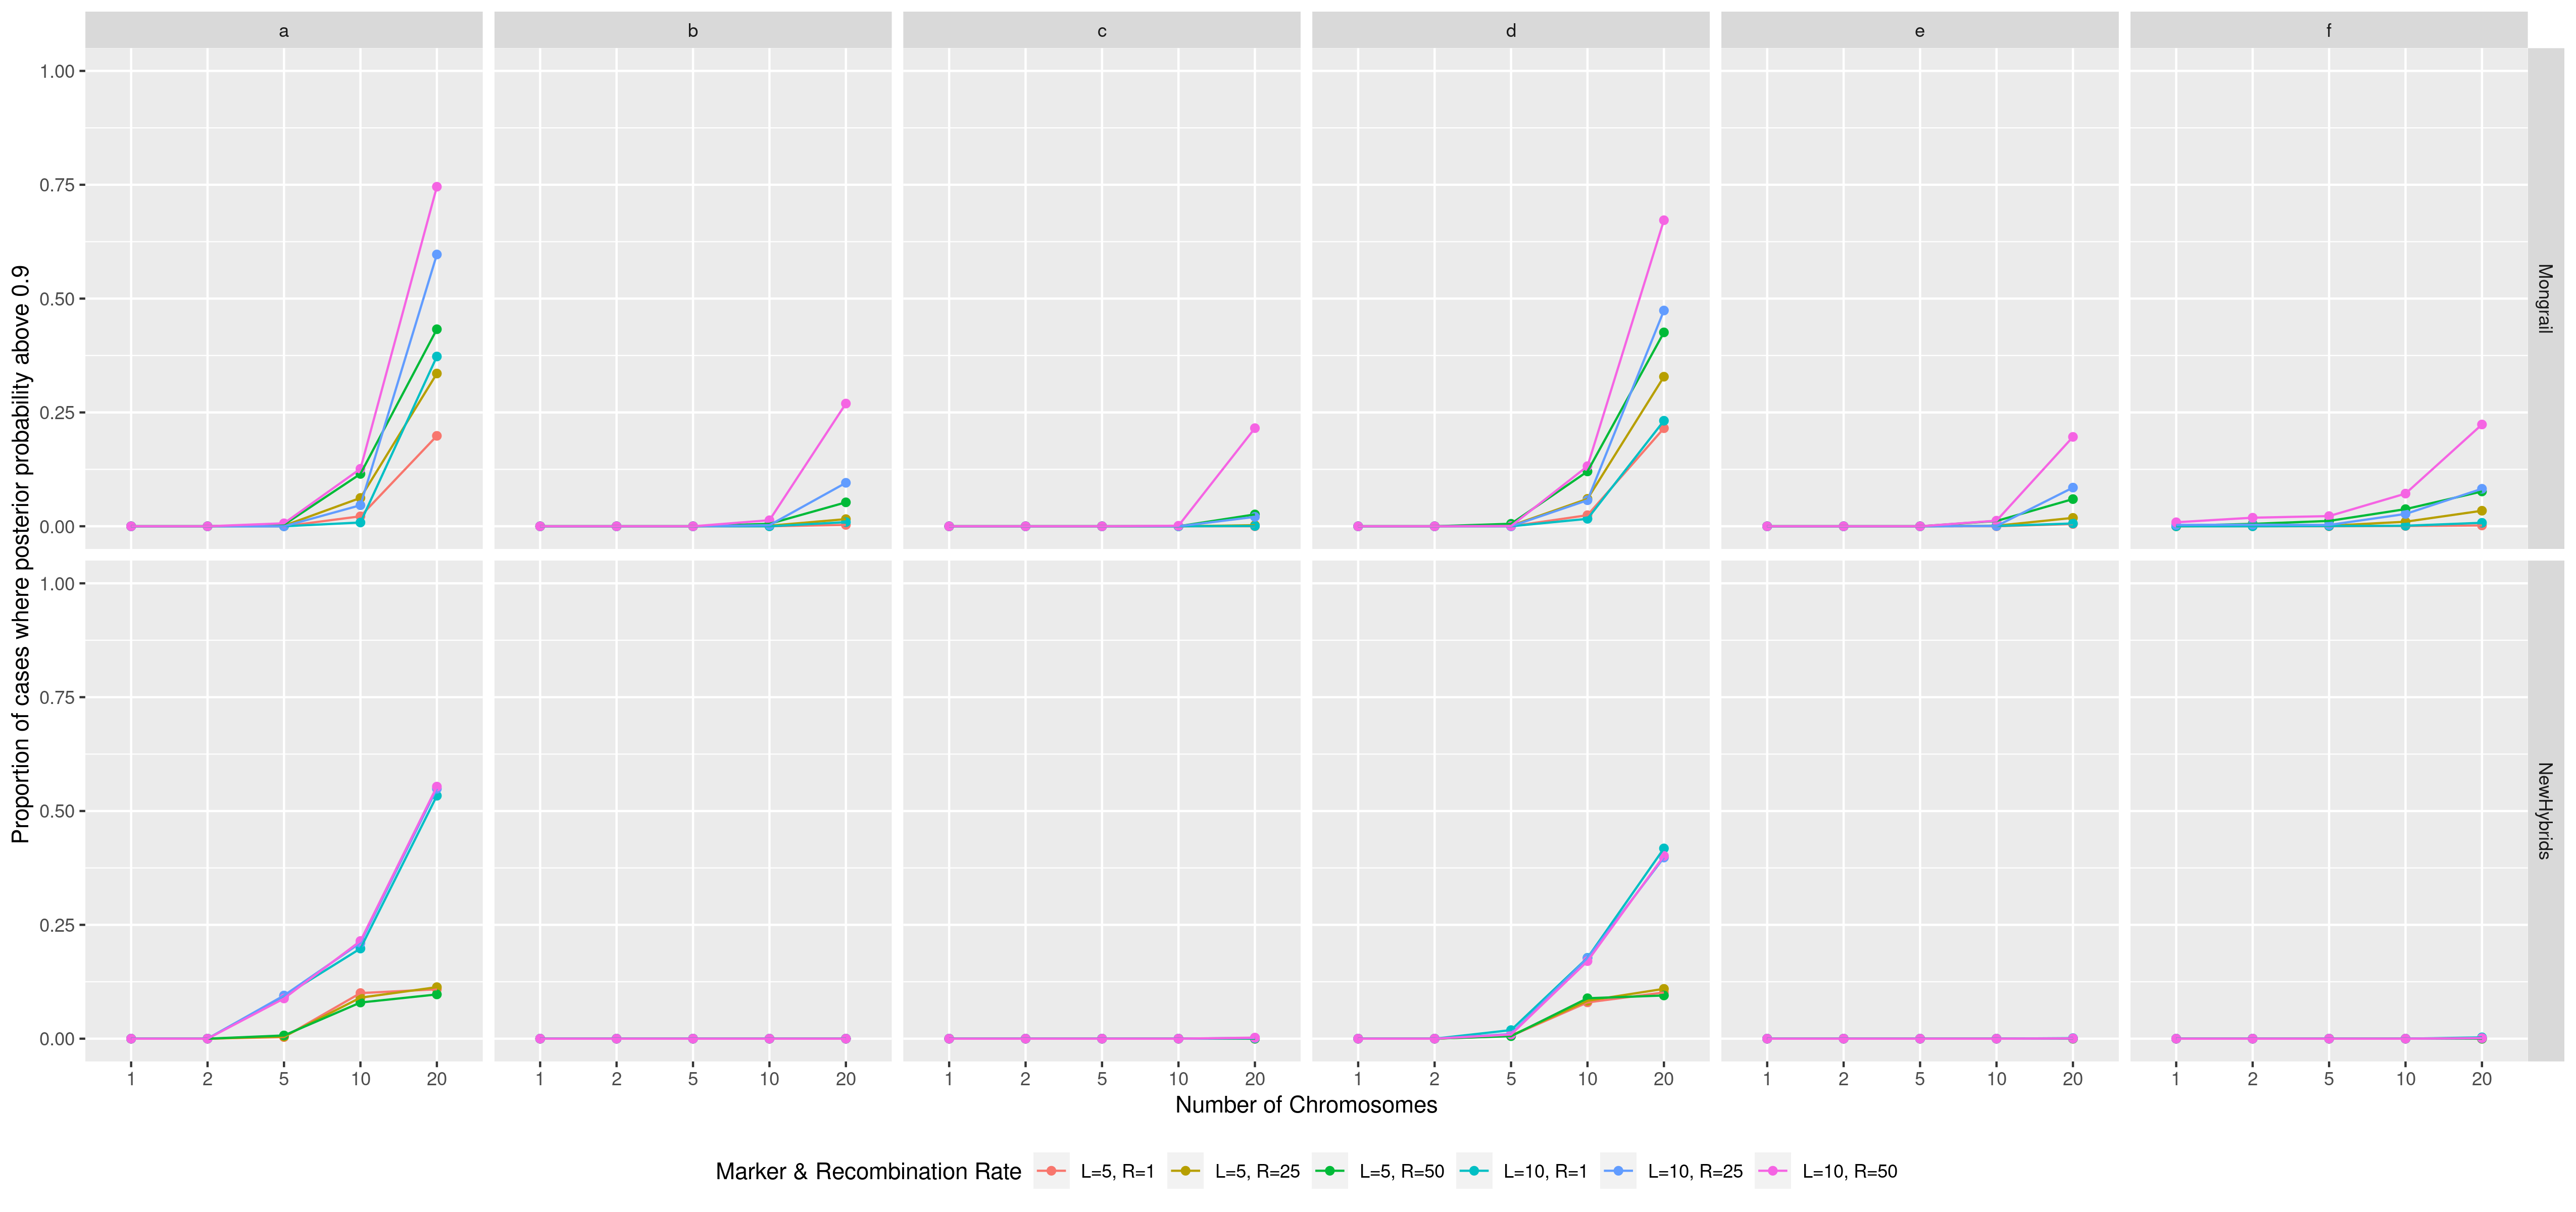 a b c d e f
Proportion of cases where posterior probability above 0.9
1.00
0.75
0.50
0.25
0.00
Mongrail
1.00
0.75
0.50
0.25
0.00
NewHybrids
1 2 5 10 20 1 2 5 10 20 1 2 5 10 20 1 2 5 10 20 1 2 5 10 20 1 2 5 10 20
Number of Chromosomes
Marker & Recombination Rate L=5, R=1 L=5, R=25 L=5, R=50 L=10, R=1 L=10, R=25 L=10, R=50